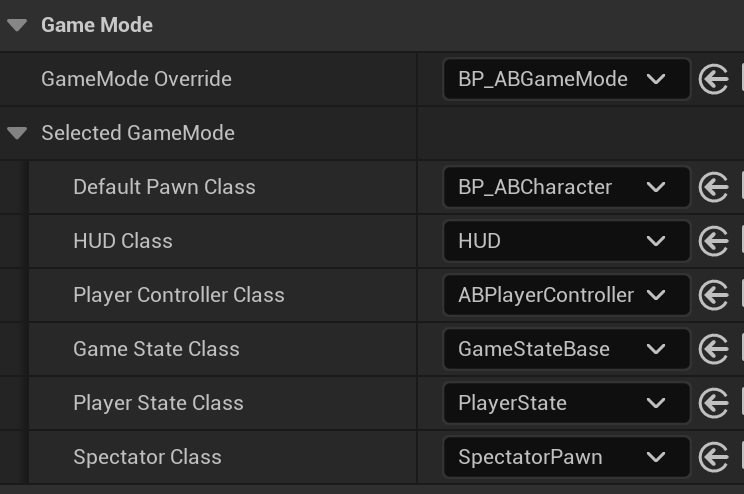 Game Mode
GameMode Override BP_ABGameMode
Selected GameMode
Default Pawn Class BP_ABCharacter
HUD Class HUD
Player Controller Class ABPlayerController
Game State Class GameStateBase
Player State Class PlayerState
Spectator Class SpectatorPawn